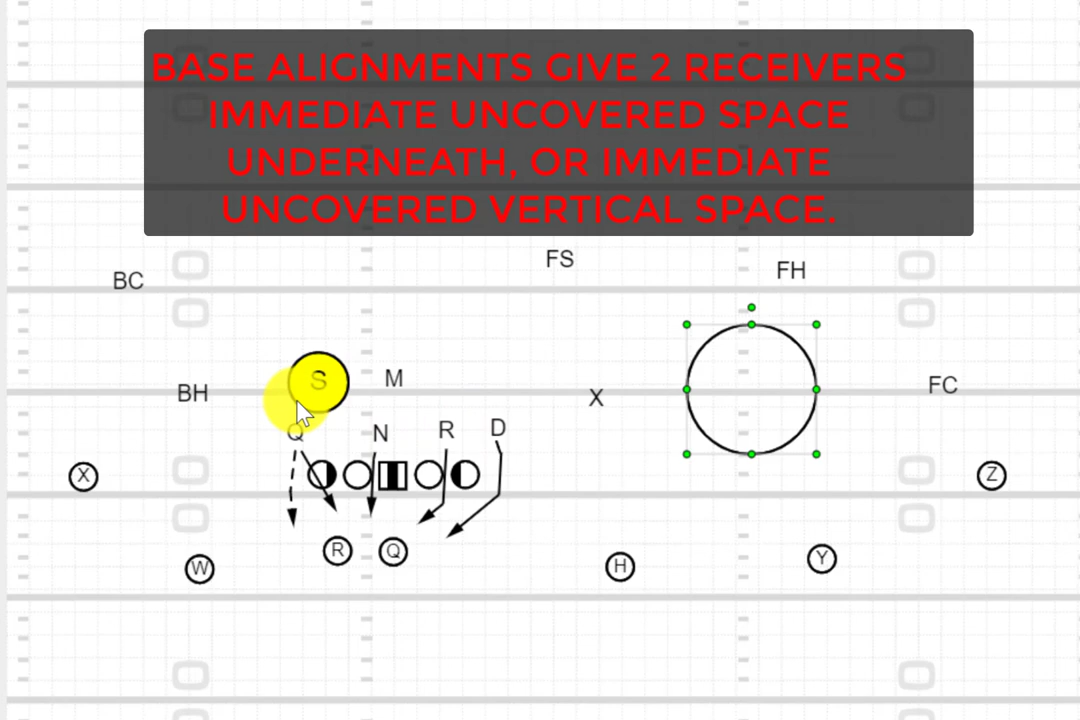 BASE ALIGNMENTS GIVE 2 RECEIVERS
IMMEDIATE UNCOVERED SPACE
UNDERNEATH, OR IMMEDIATE
UNCOVERED VERTICAL SPACE.
FS
FH
BC
BH
S
M
X
FC
Q
N
R
D
X
Z
W
R
Q
H
Y